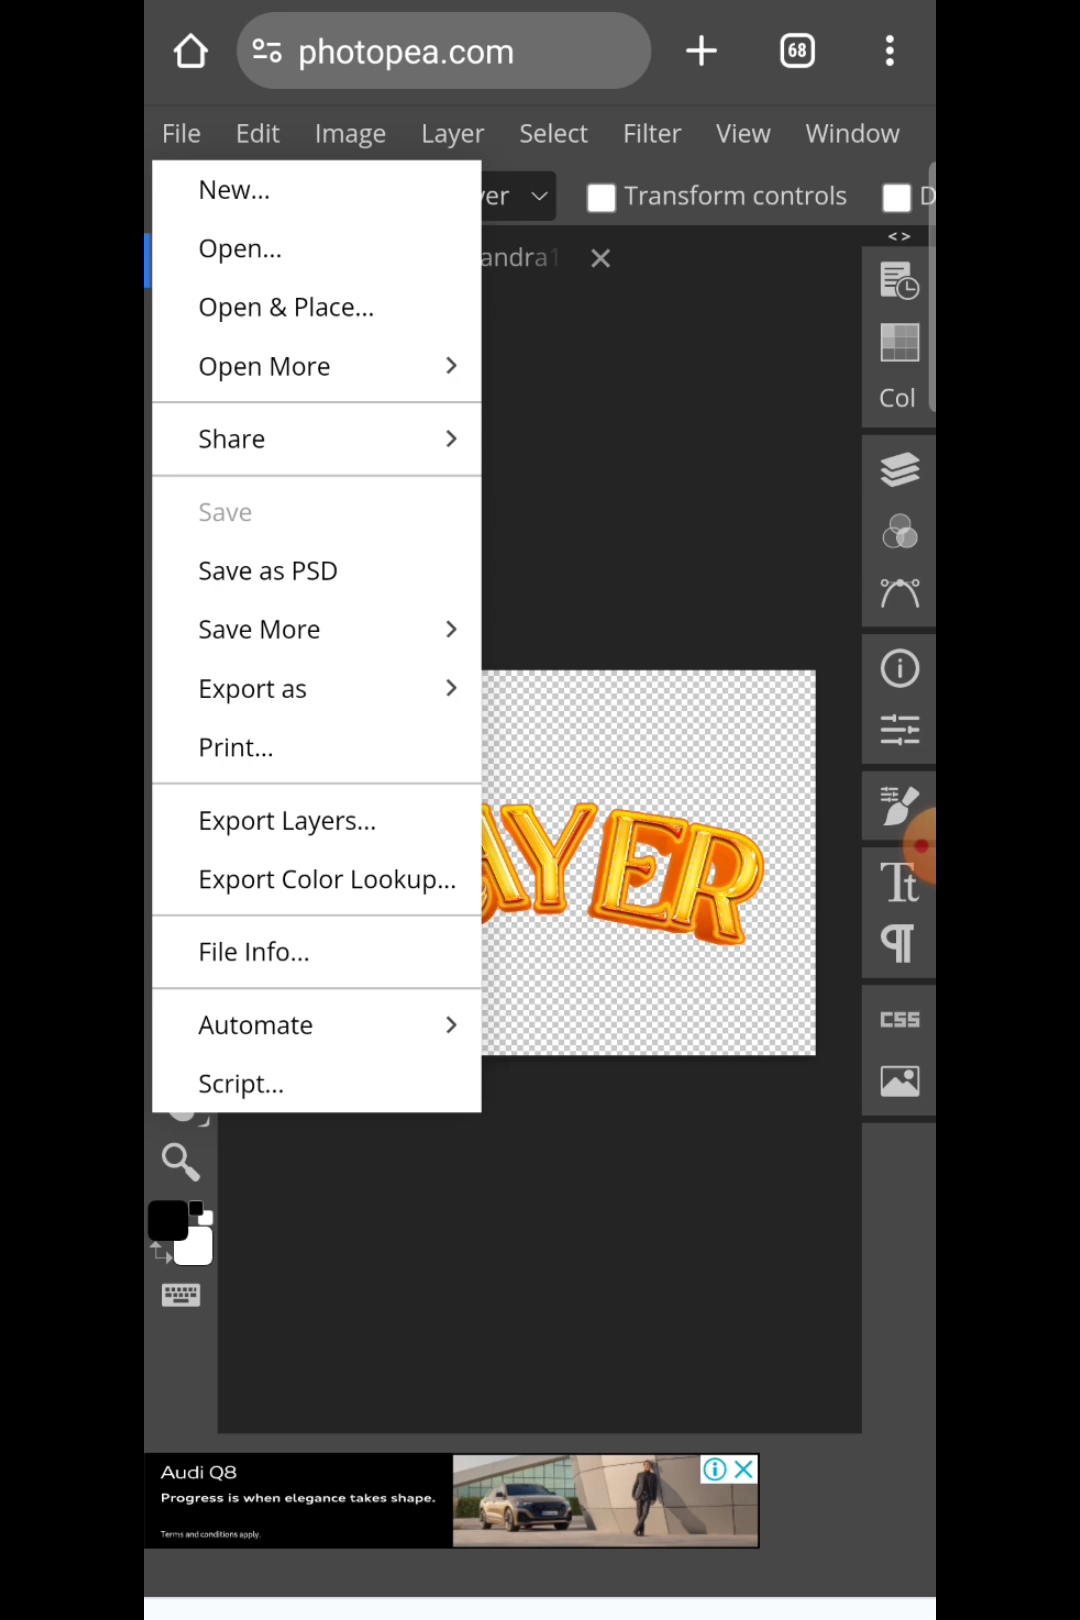 photopea.com
68
File Edit Image Layer Select Filter View Window
New...
Open...
Open & Place...
Open More
Share
Save
Save as PSD
Save More
Export as
Print...
Export Layers...
Export Color Lookup...
File Info...
Automate
Script...
Transform controls
Col
AYER
Tt
CSS
Audi Q8
Progress is when elegance takes shape.
Terms and conditions apply.